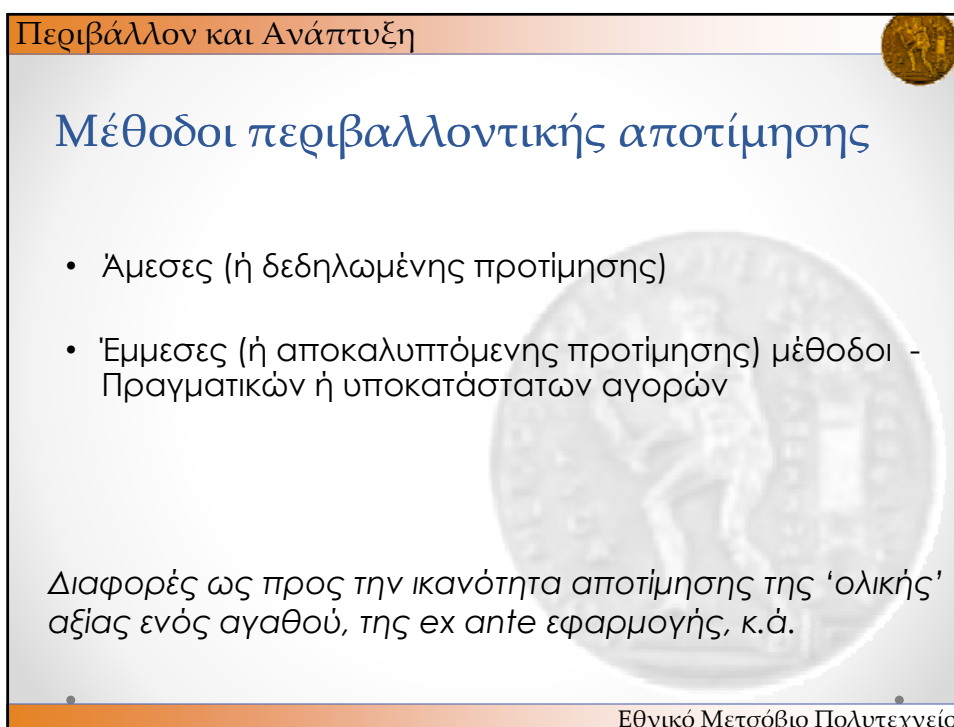 Περιβάλλον και Ανάπτυξη
Μέθοδοι περιβαλλοντικής αποτίμησης
• Άμεσες (ή δεδηλωμένης προτίμησης)
• Έμμεσες (ή αποκαλυπτόμενης προτίμησης) μέθοδοι -
Πραγματικών ή υποκατάστατων αγορών
Διαφορές ως προς την ικανότητα αποτίμησης της ‘ολικής’
αξίας ενός αγαθού, της ex ante εφαρμογής, κ.ά.
Εθνικό Μετσόβιο Πολυτεχνείο